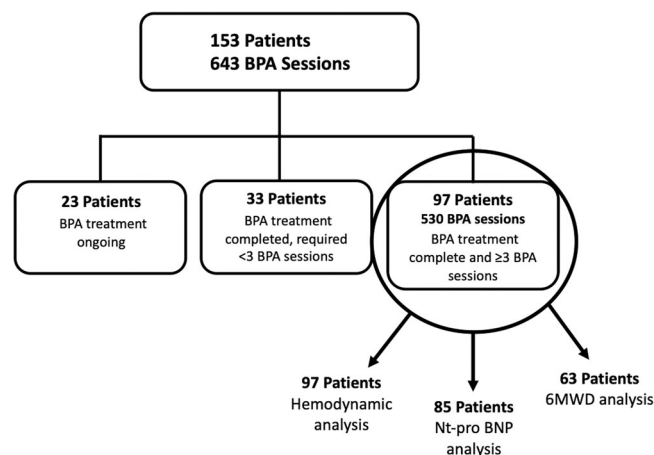 153 Patients
643 BPA Sessions
23 Patients
BPA treatment
ongoing
33 Patients
BPA treatment
completed, required
<3 BPA sessions
97 Patients
530 BPA sessions
BPA treatment
complete and ≥3 BPA
sessions
97 Patients
Hemodynamic
analysis
85 Patients
Nt-pro BNP
analysis
63 Patients
6MWD analysis